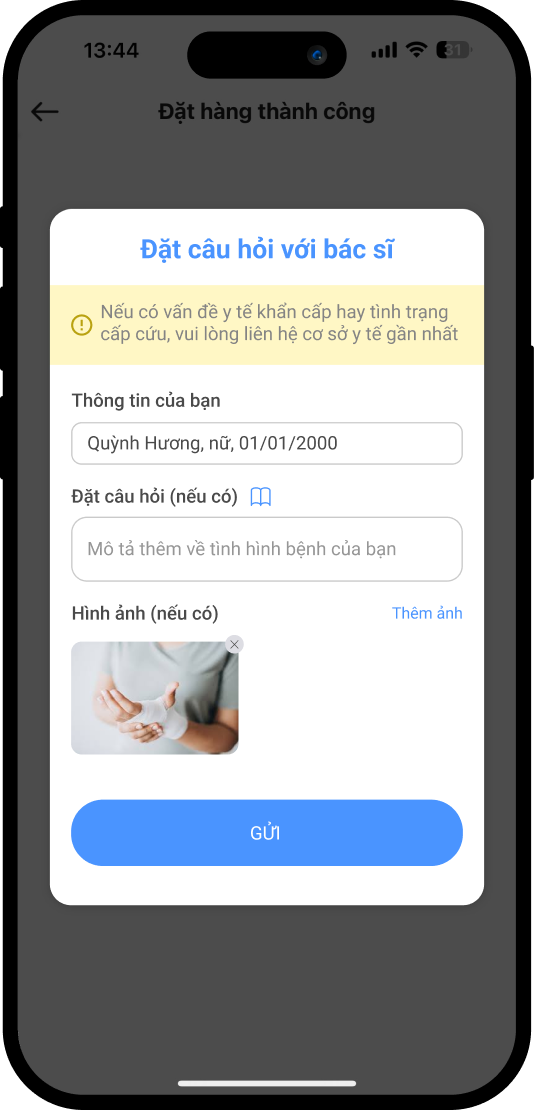 13:44
31
Đặt hàng thành công
Đặt câu hỏi với bác sĩ
Nếu có vấn đề y tế khẩn cấp hay tình trạng
cấp cứu, vui lòng liên hệ cơ sở y tế gần nhất
Thông tin của bạn
Quỳnh Hương, nữ, 01/01/2000
Đặt câu hỏi (nếu có)
Mô tả thêm về tình hình bệnh của bạn
Hình ảnh (nếu có)
Thêm ảnh
GỬI